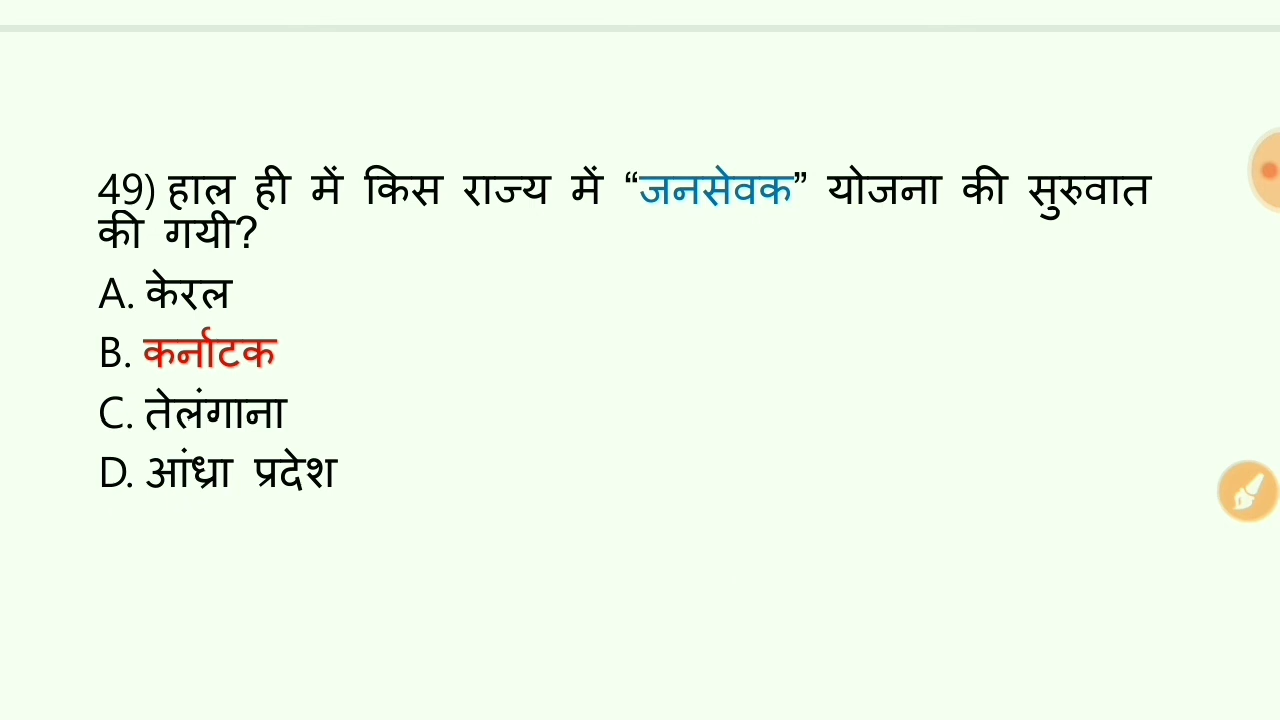 49) हाल ही में किस राज्य में “जनसेवक” योजना की सुरुवात
की गयी?
A. केरल
B. कर्नाटक
C. तेलंगाना
D. आंध्रा प्रदेश